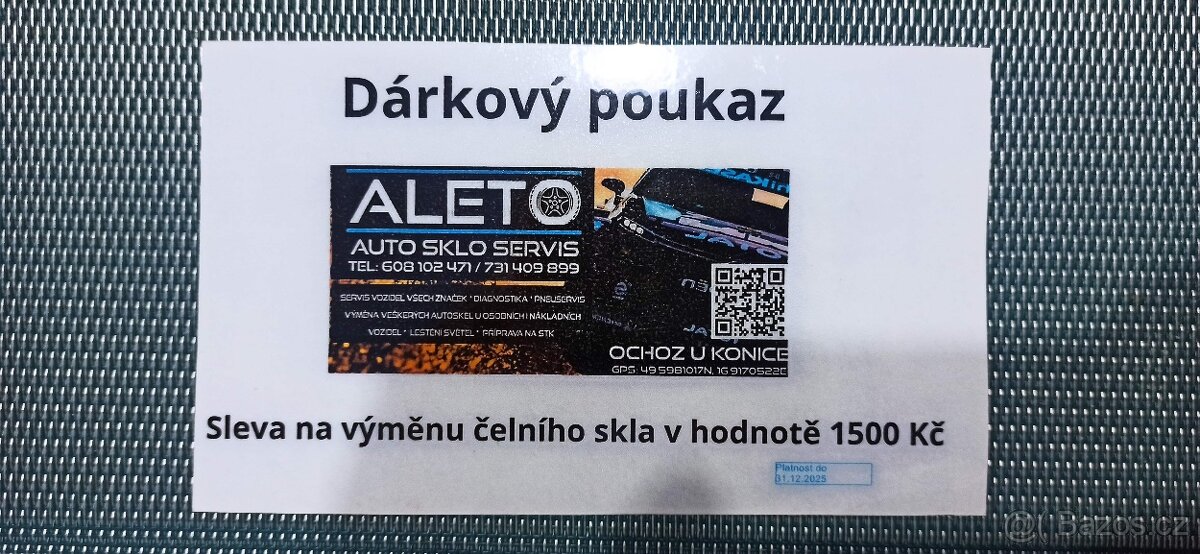 Dárkový poukaz
ALETO
AUTO SKLO SERVIS
TEL: 608 102 471 / 731 409 899
SERVIS VOZIDEL VŠECH ZNAČEK * DIAGNOSTIKA * PNEUSERVIS
VÝMĚNA VEŠKERÝCH AUTOSKEL U OSOBNÍCH I NÁKLADNÍCH
VOZIDEL * LEŠTĚNÍ SVĚTEL * PŘÍPRAVA NA STK
OCHOZ U KONICE
GPS: 49.5981017N, 16.9170522E
Sleva na výměnu čelního skla v hodnotě 1500 Kč
Platnost do
31.12.2025
Bazos.cz